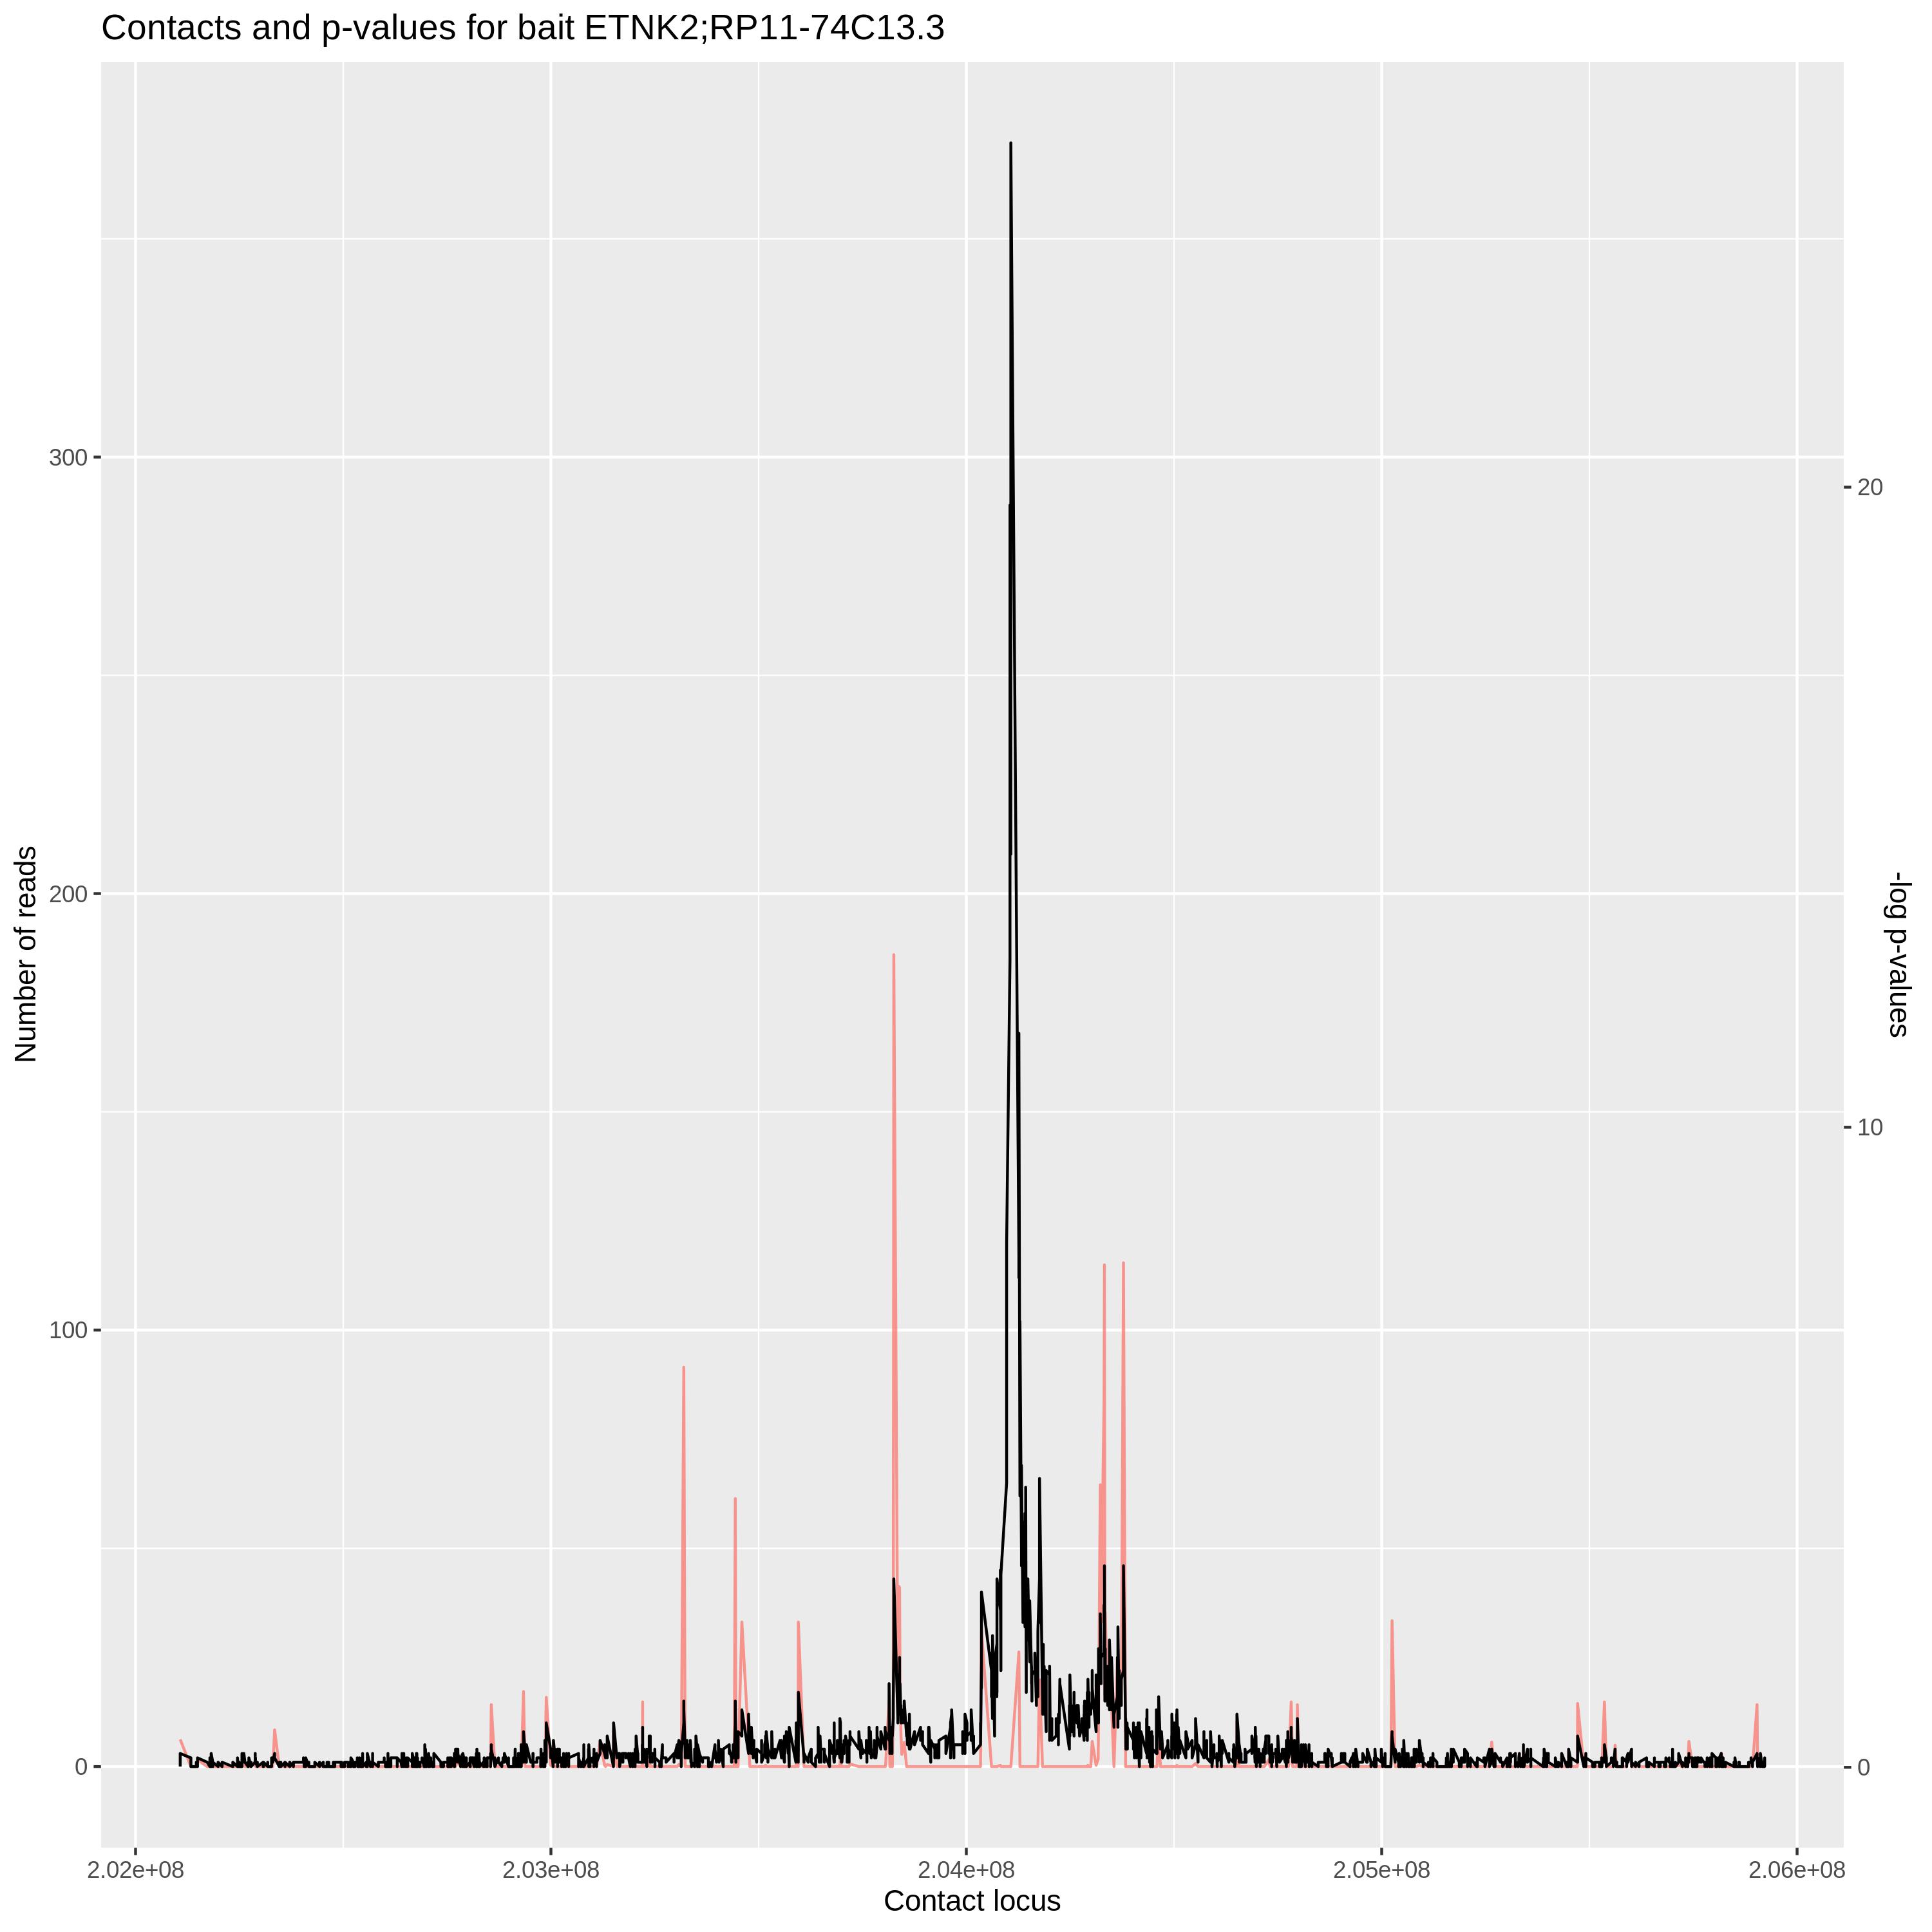 Contacts and p-values for bait ETNK2;RP11-74C13.3
Number of reads
300
200
100
0
20
10
0
-log p-values
2.02e+08 2.03e+08 2.04e+08 2.05e+08 2.06e+08
Contact locus